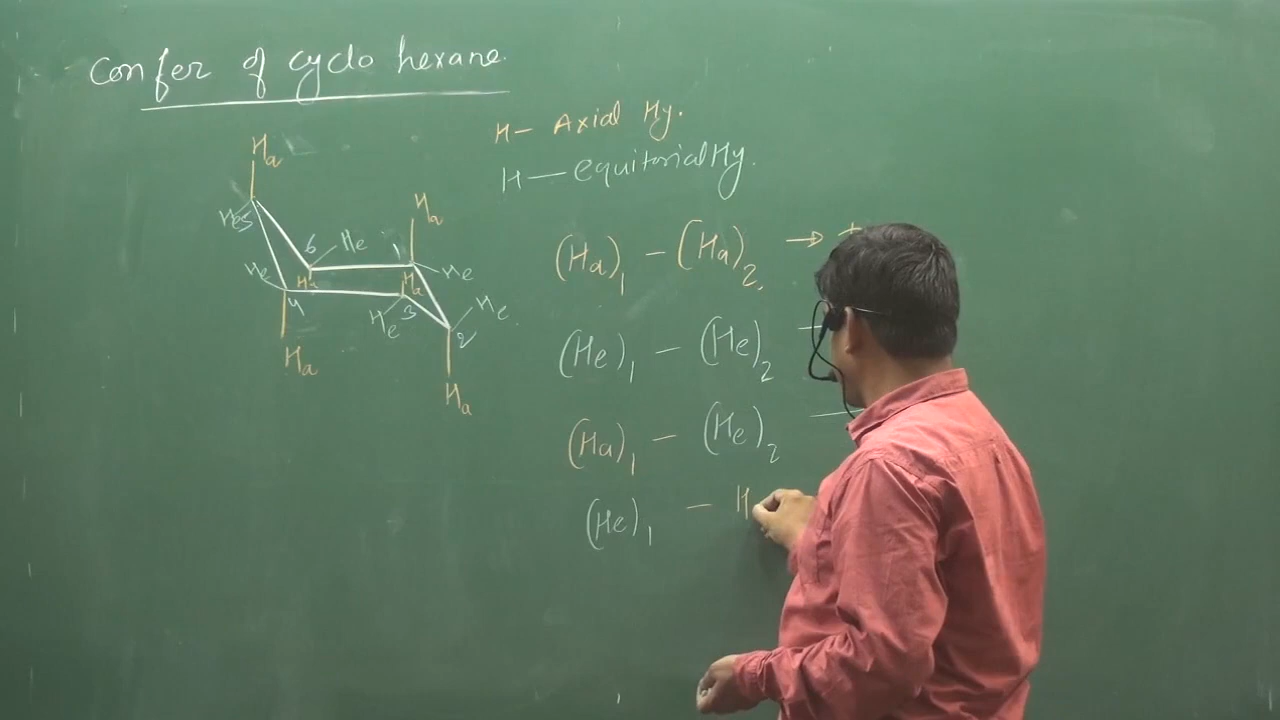 Confer of cyclo hexane.
H- Axial Hy.
H — equitorial Hy.
Ha
Ha
He 5
6 He 1
He
He
Ha
Ha
He
4
He
3
2
Ha
Ha
(Ha)1 - (Ha)2. →
(He)1 - (He)2 -
(Ha)1 - (He)2 —
(He)1 - H